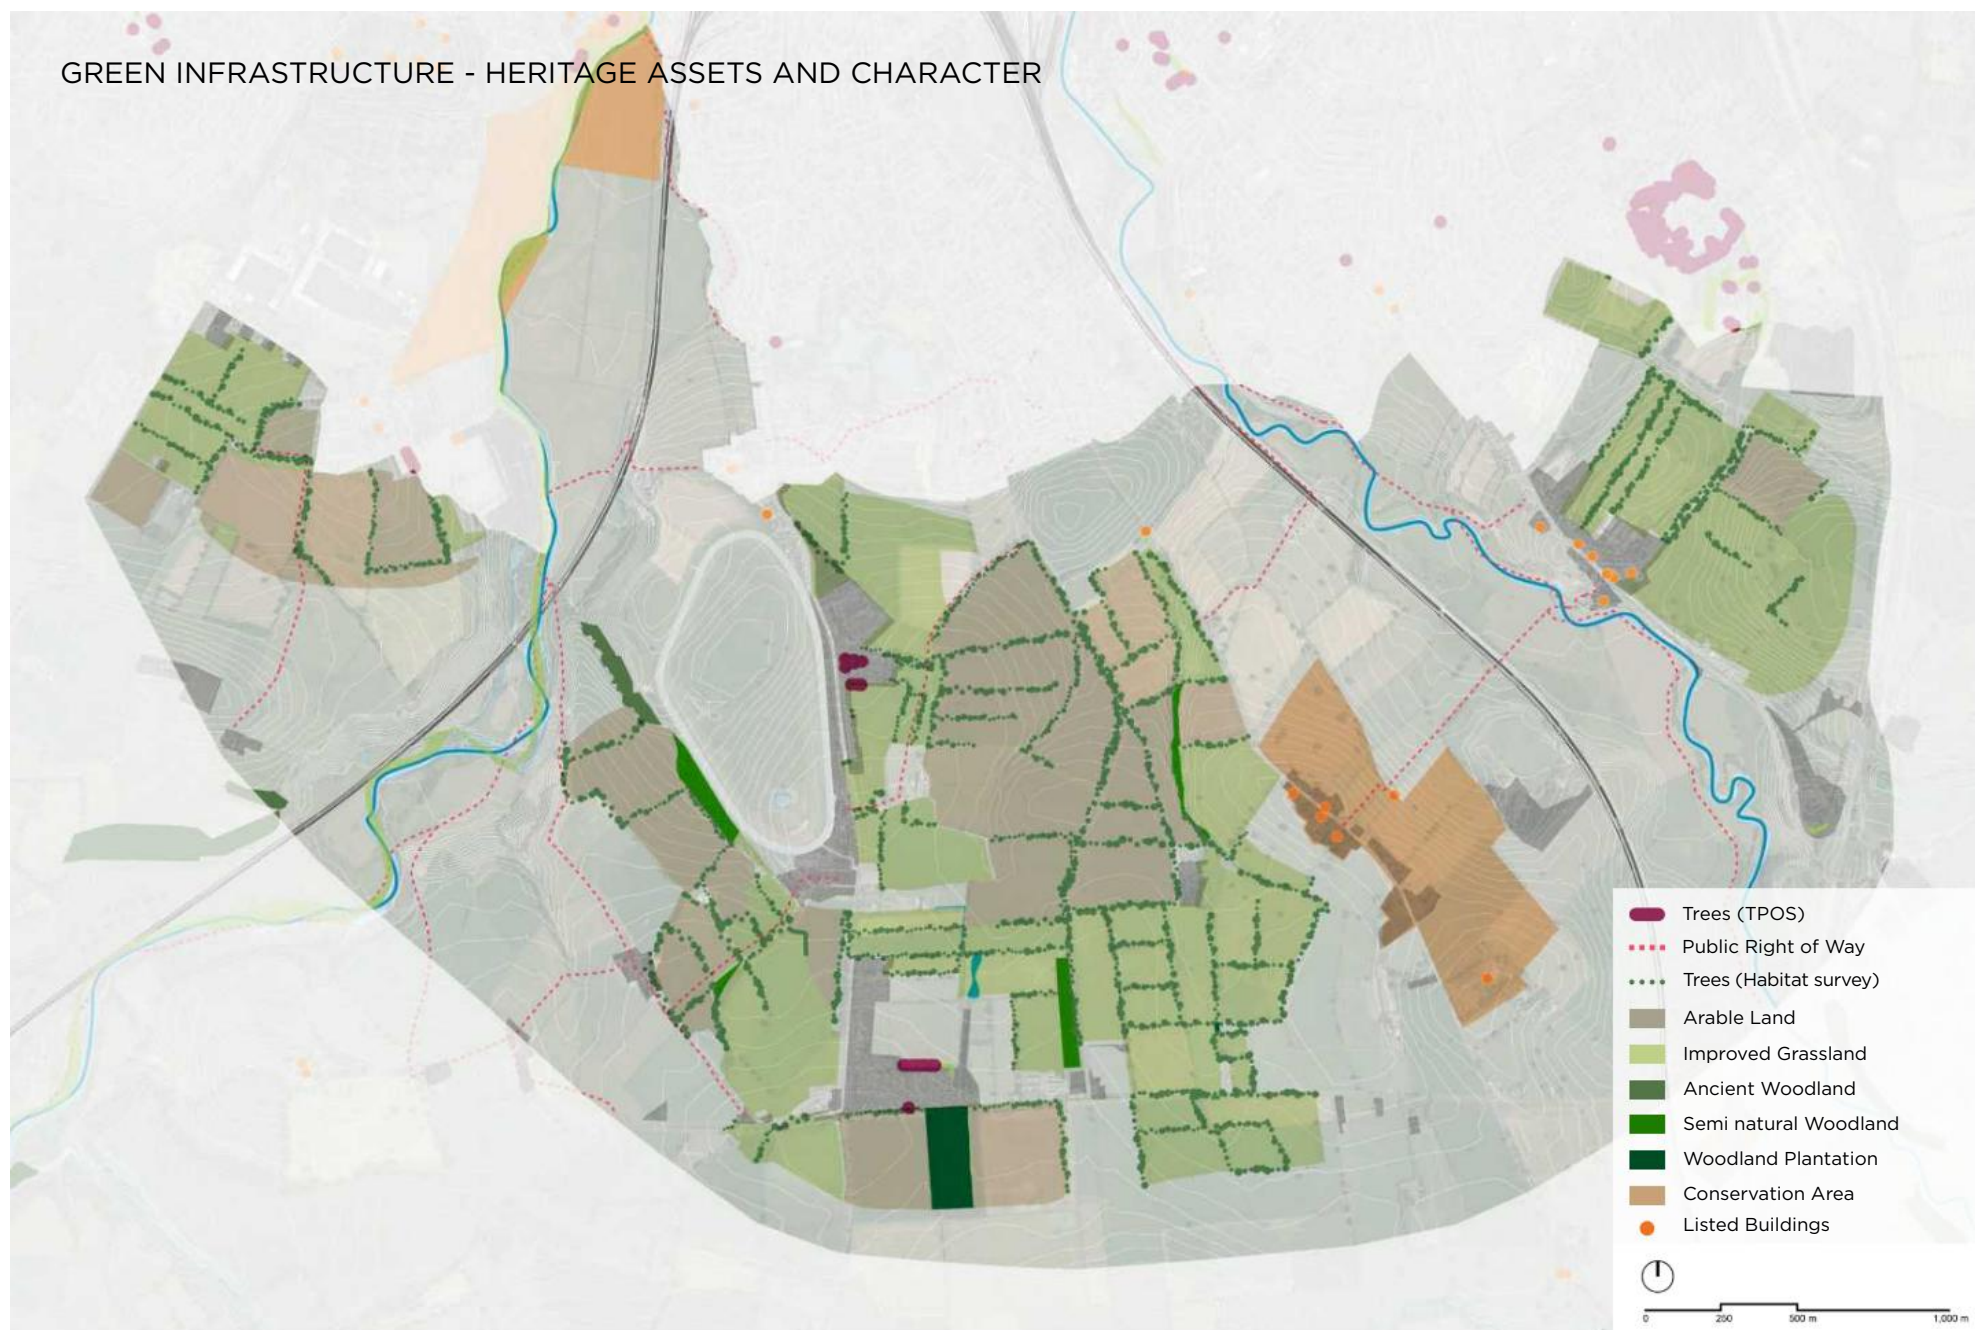 GREEN INFRASTRUCTURE - HERITAGE ASSETS AND CHARACTER
Trees (TPOS)
Public Right of Way
Trees (Habitat survey)
Arable Land
Improved Grassland
Ancient Woodland
Semi natural Woodland
Woodland Plantation
Conservation Area
Listed Buildings
0 250 500 m 1,000 m